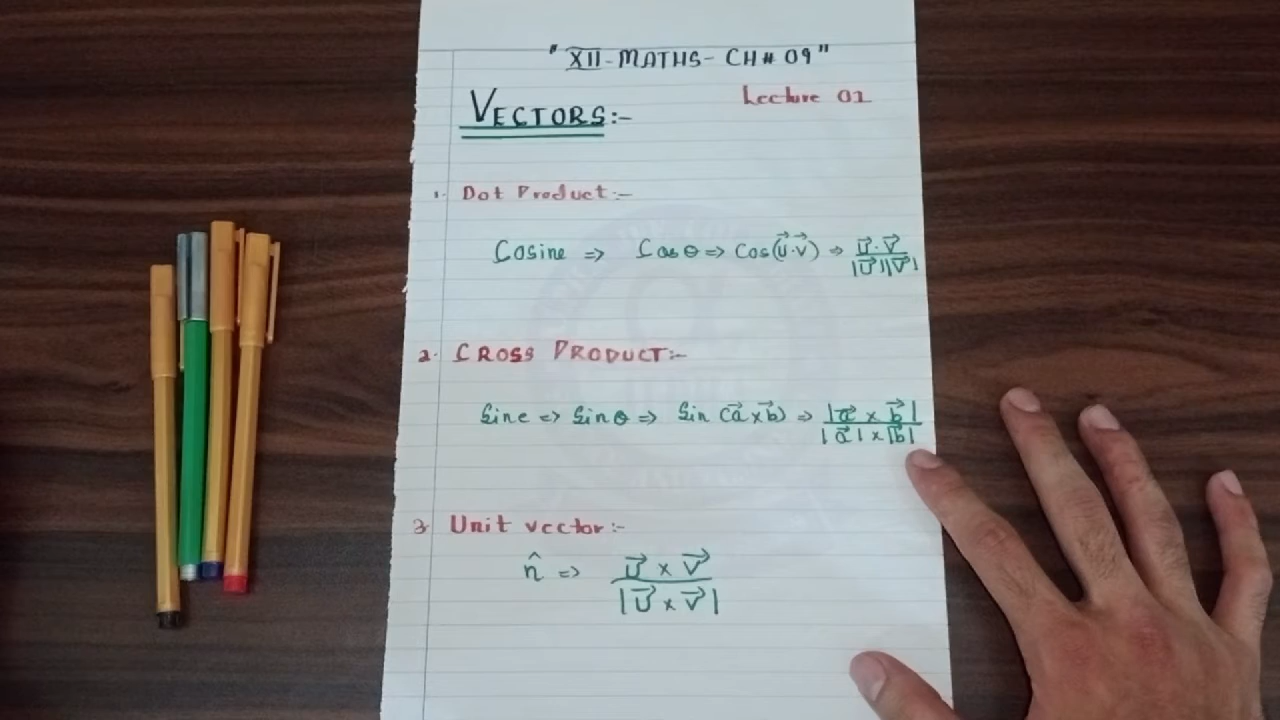 " XII - MATHS - CH # 09 "
Lecture 01
VECTORS:-
1. Dot Product:-
Cosine => Cosθ => Cos(u⃗·v⃗) => u⃗·v⃗ / |u⃗||v⃗|
2. CROSS PRODUCT:-
Sine => Sinθ => Sin (a⃗×b⃗) => |a⃗ × b⃗| / |a⃗| × |b⃗|
3. Unit vector:-
n̂ => u⃗ × v⃗ / |u⃗ × v⃗|